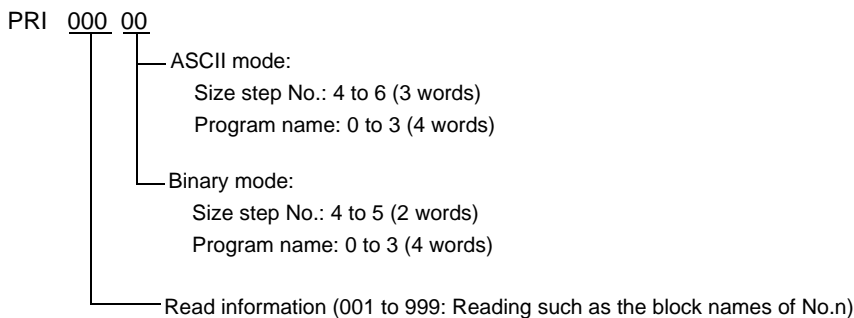 PRI 000 00
ASCII mode:
Size step No.: 4 to 6 (3 words)
Program name: 0 to 3 (4 words)
Binary mode:
Size step No.: 4 to 5 (2 words)
Program name: 0 to 3 (4 words)
Read information (001 to 999: Reading such as the block names of No.n)